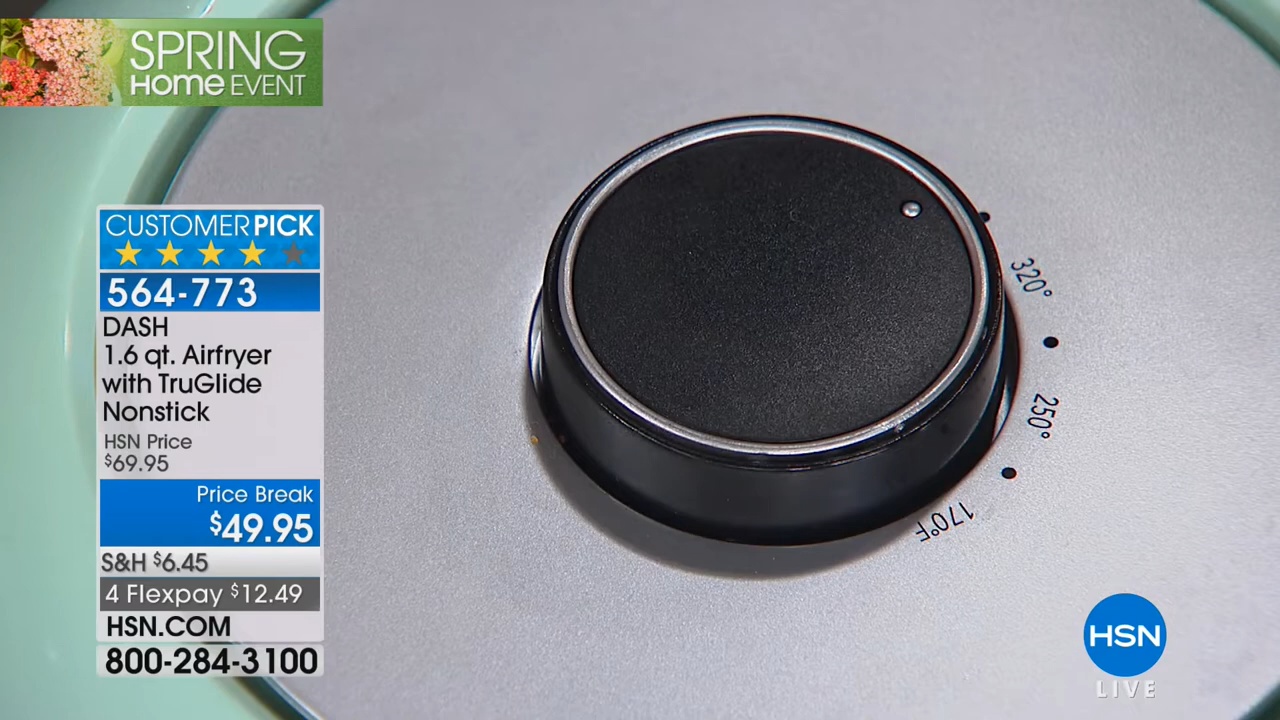 SPRING
Home EVENT
CUSTOMER PICK
564-773
DASH
1.6 qt. Airfryer
with TruGlide
Nonstick
HSN Price
$69.95
Price Break
$49.95
S&H $6.45
4 Flexpay $12.49
HSN.COM
800-284-3100
320°
250°
170°F
HSN
LIVE